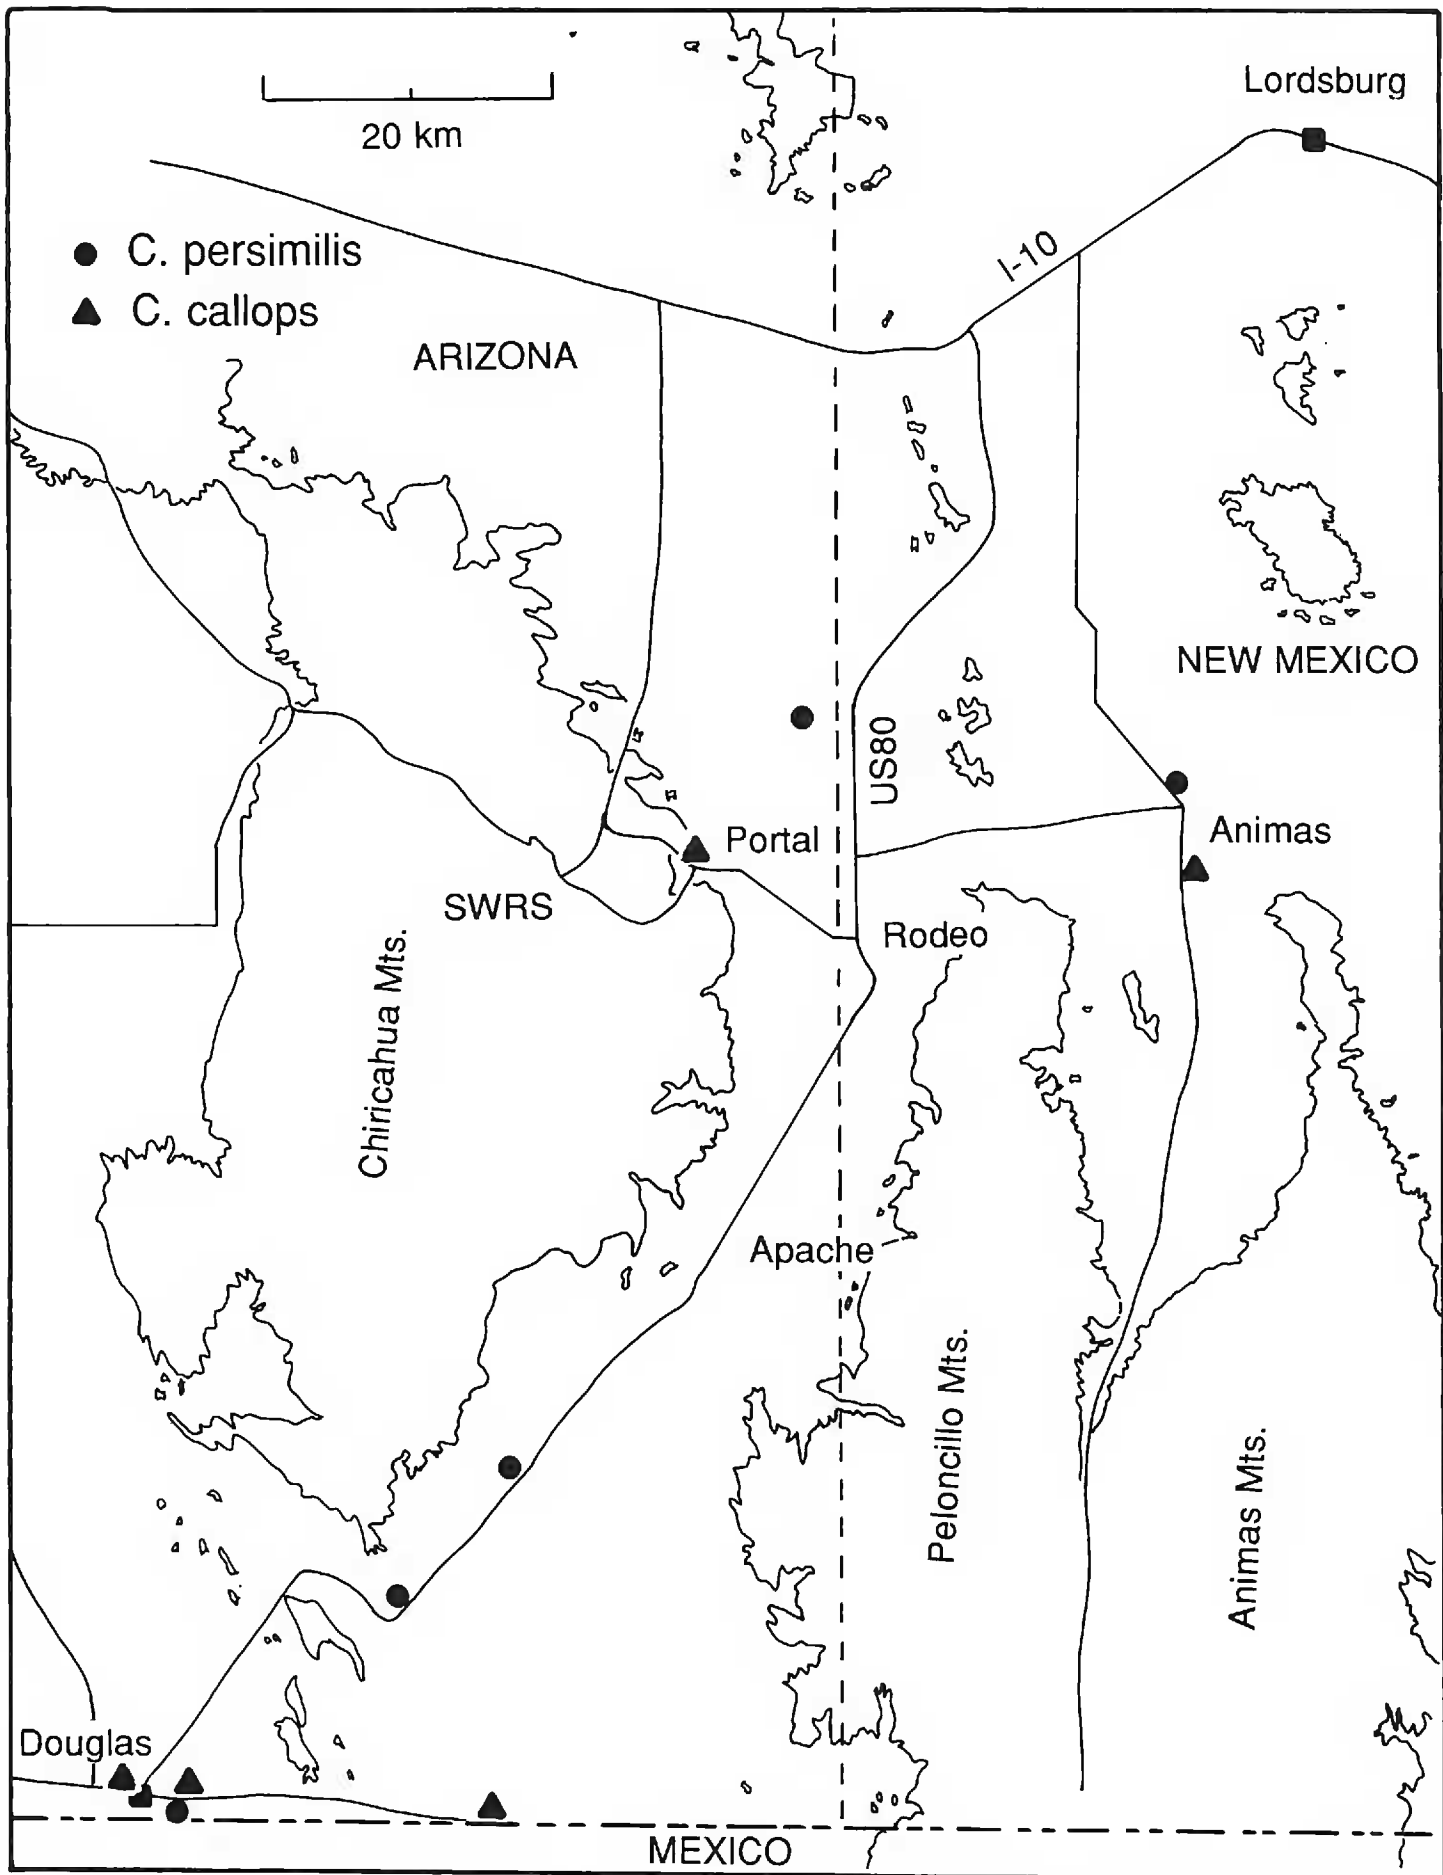 Lordsburg
20 km
I-10
C. persimilis
C. callops
ARIZONA
NEW MEXICO
US80
Portal
Animas
SWRS
Rodeo
Chiricahua Mts.
Apache
Peloncillo Mts.
Animas Mts.
Douglas
MEXICO